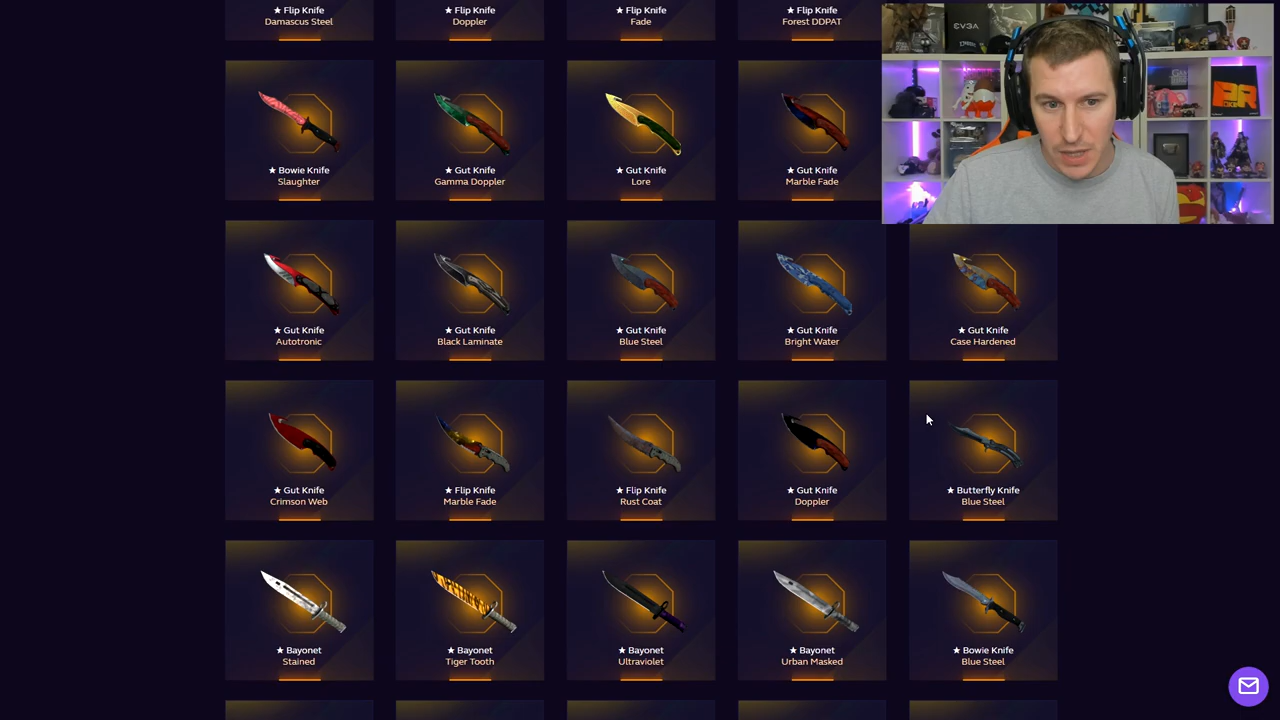 ★ Flip Knife
Damascus Steel
★ Flip Knife
Doppler
★ Flip Knife
Fade
★ Flip Knife
Forest DDPAT
EVGA
★ Bowie Knife
Slaughter
★ Gut Knife
Gamma Doppler
★ Gut Knife
Lore
★ Gut Knife
Marble Fade
★ Gut Knife
Autotronic
★ Gut Knife
Black Laminate
★ Gut Knife
Blue Steel
★ Gut Knife
Bright Water
★ Gut Knife
Case Hardened
★ Gut Knife
Crimson Web
★ Flip Knife
Marble Fade
★ Flip Knife
Rust Coat
★ Gut Knife
Doppler
★ Butterfly Knife
Blue Steel
★ Bayonet
Stained
★ Bayonet
Tiger Tooth
★ Bayonet
Ultraviolet
★ Bayonet
Urban Masked
★ Bowie Knife
Blue Steel